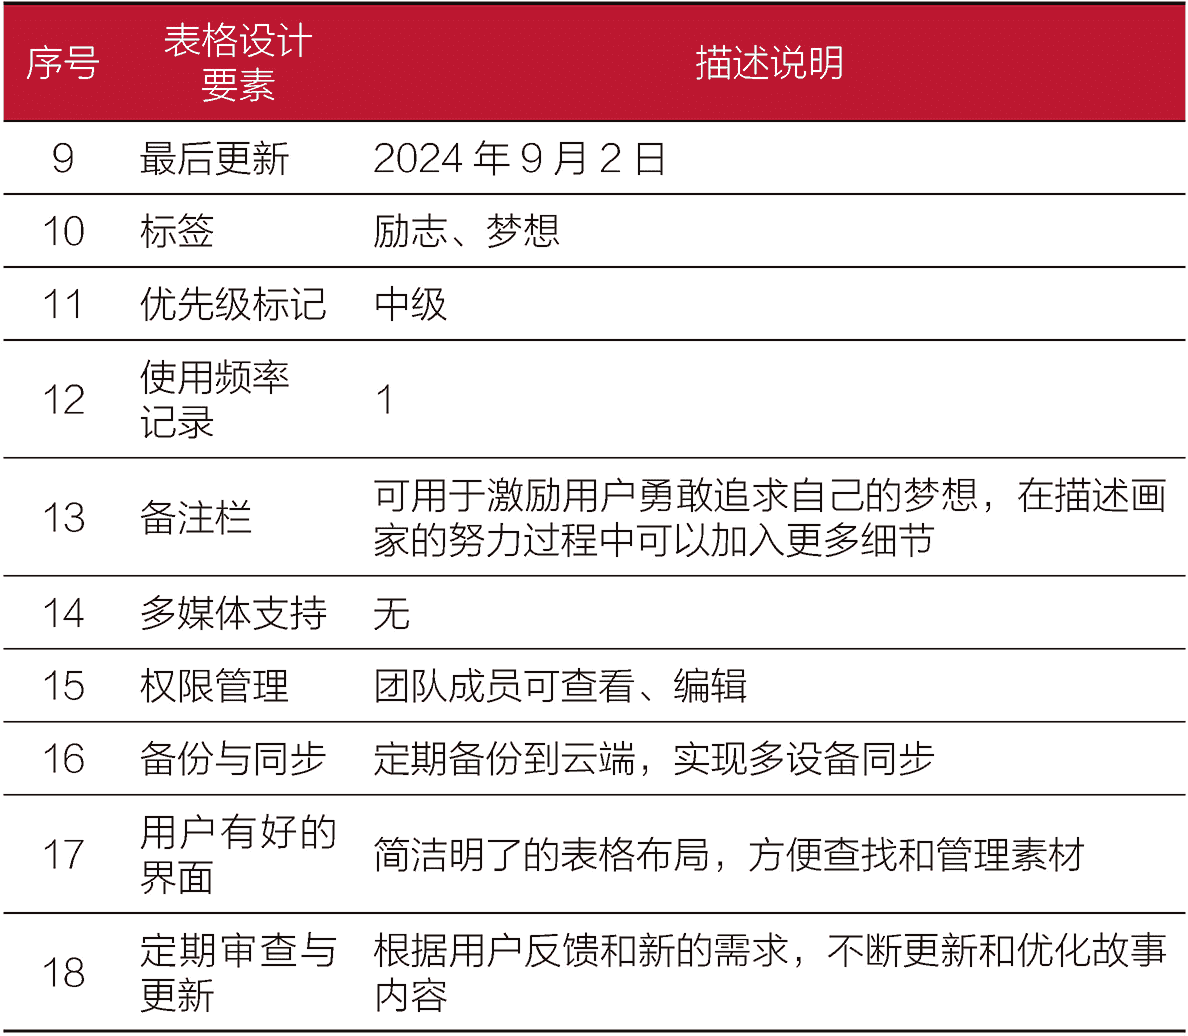 序号 表格设计要素 描述说明
9 最后更新 2024 年 9 月 2 日
10 标签 励志、梦想
11 优先级标记 中级
12 使用频率记录 1
13 备注栏 可用于激励用户勇敢追求自己的梦想，在描述画
家的努力过程中可以加入更多细节
14 多媒体支持 无
15 权限管理 团队成员可查看、编辑
16 备份与同步 定期备份到云端，实现多设备同步
17 用户有好的界面 简洁明了的表格布局，方便查找和管理素材
18 定期审查与更新 根据用户反馈和新的需求，不断更新和优化故事
内容